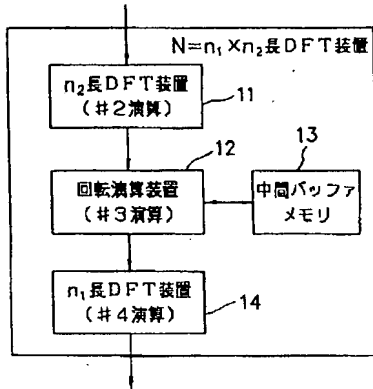 N=n₁×n₂長DFT装置
n₂長DFT装置
(#2演算)
11
12
回転演算装置
(#3演算)
13
中間バッファ
メモリ
n₁長DFT装置
(#4演算)
14